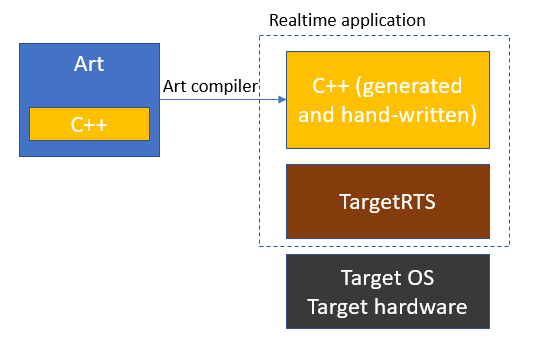 Realtime application
Art
C++
Art compiler
C++ (generated
and hand-written)
TargetRTS
Target OS
Target hardware